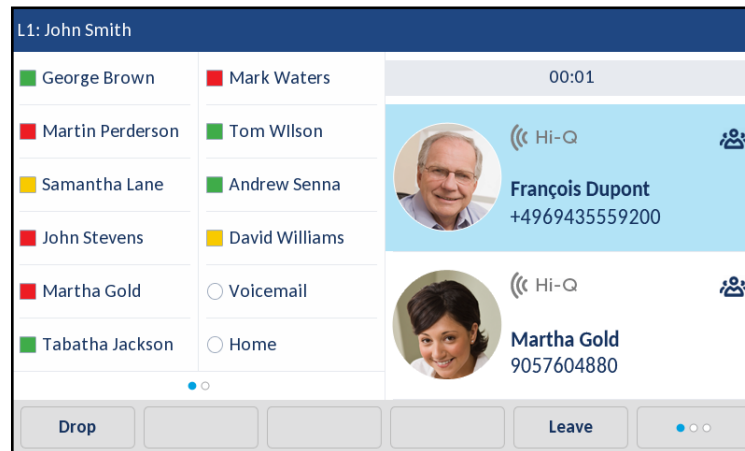 L1: John Smith
George Brown
Mark Waters
Martin Perderson
Tom WIlson
Samantha Lane
Andrew Senna
John Stevens
David Williams
Martha Gold
Voicemail
Tabatha Jackson
Home
00:01
Hi-Q
François Dupont
+4969435559200
Hi-Q
Martha Gold
9057604880
Drop
Leave